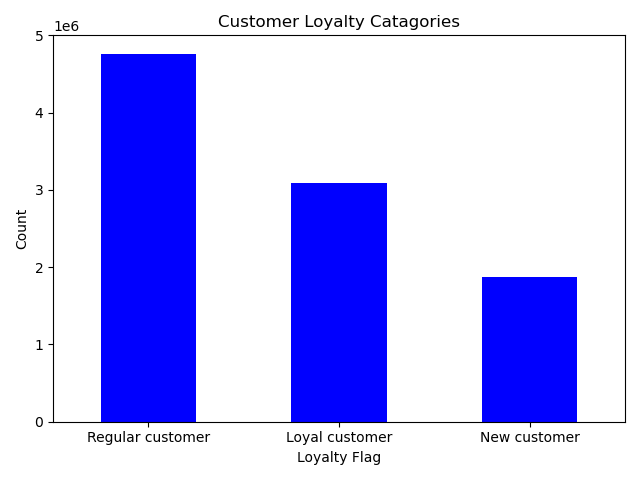 Customer Loyalty Catagories
1e6
5
4
3
2
1
0
Count
Regular customer
Loyal customer
New customer
Loyalty Flag